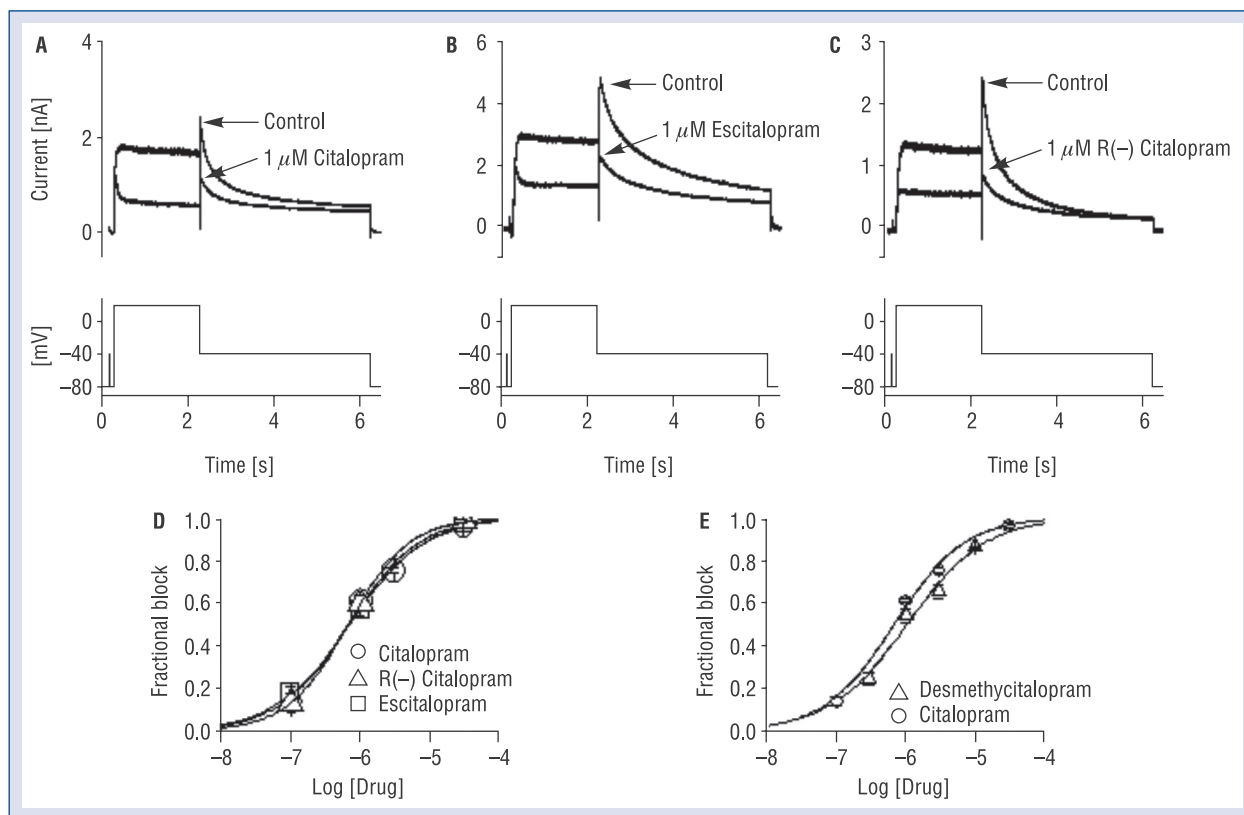 A
4
2
0
Current [nA]
Control
1 μM Citalopram
B
6
4
2
0
Control
1 μM Escitalopram
C
3
2
1
0
Control
1 μM R(–) Citalopram
[mV]
0
–40
–80
0 2 4 6
Time [s]
0
–40
–80
0 2 4 6
Time [s]
0
–40
–80
0 2 4 6
Time [s]
D
Fractional block
1.0
0.8
0.6
0.4
0.2
0.0
Citalopram
R(–) Citalopram
Escitalopram
–8 –7 –6 –5 –4
Log [Drug]
E
Fractional block
1.0
0.8
0.6
0.4
0.2
0.0
Desmethycitalopram
Citalopram
–8 –7 –6 –5 –4
Log [Drug]